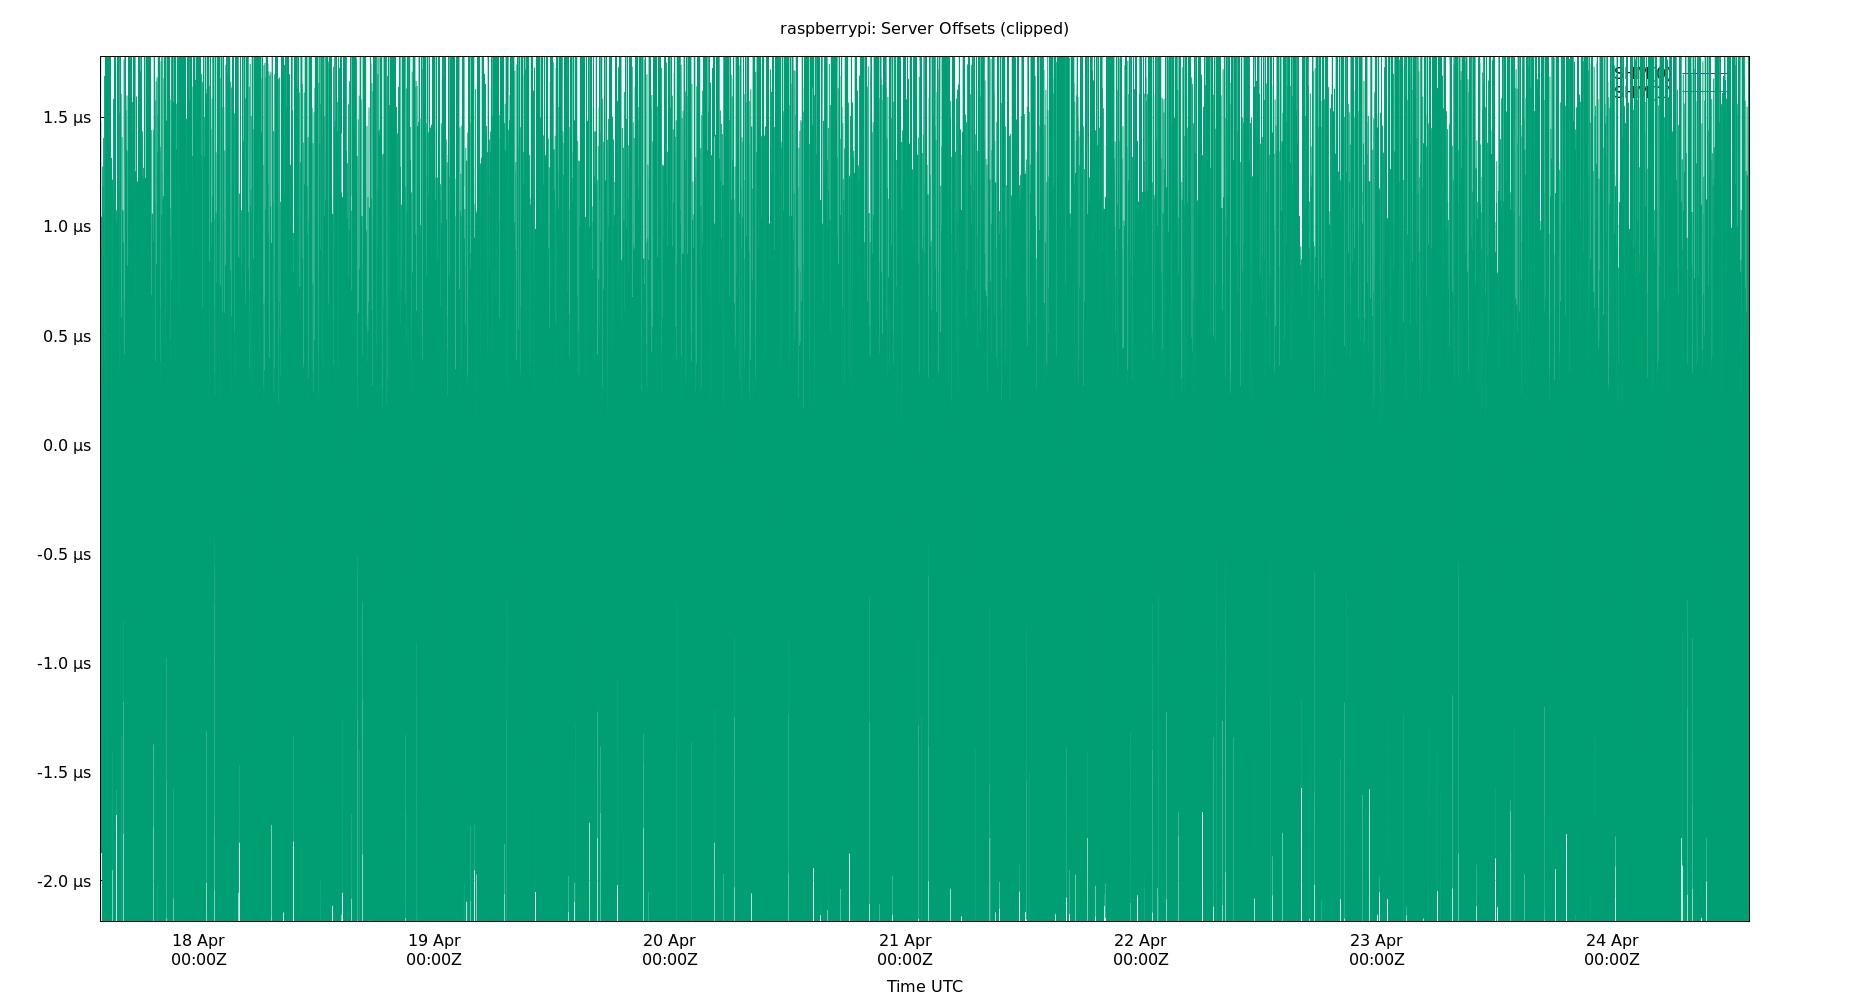 raspberrypi: Server Offsets (clipped)
1.5 µs
1.0 µs
0.5 µs
0.0 µs
-0.5 µs
-1.0 µs
-1.5 µs
-2.0 µs
18 Apr
00:00Z
19 Apr
00:00Z
20 Apr
00:00Z
21 Apr
00:00Z
22 Apr
00:00Z
23 Apr
00:00Z
24 Apr
00:00Z
Time UTC